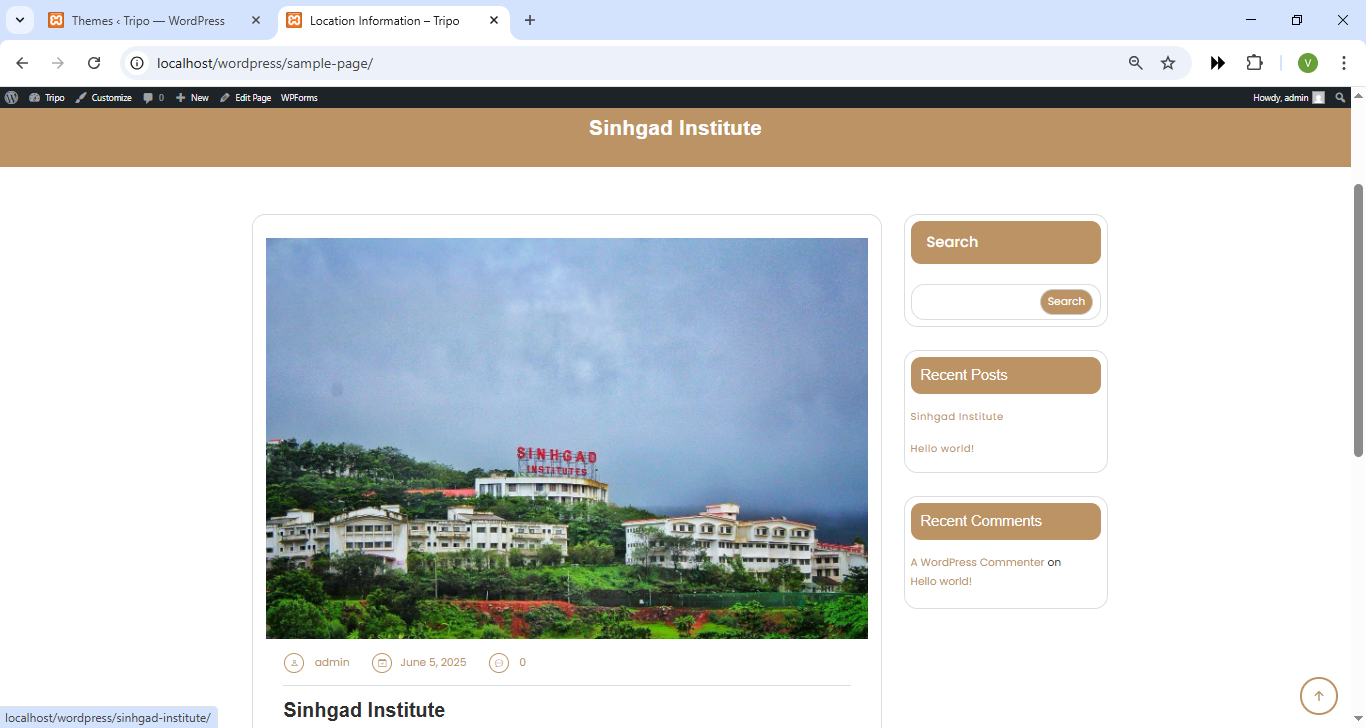 Themes ‹ Tripo — WordPress
Location Information – Tripo
localhost/wordpress/sample-page/
V
Tripo Customize 0 New Edit Page WPForms Howdy, admin
Sinhgad Institute
SINHGAD
INSTITUTES
admin June 5, 2025 0
Sinhgad Institute
Search
Search
Recent Posts
Sinhgad Institute
Hello world!
Recent Comments
A WordPress Commenter on
Hello world!
localhost/wordpress/sinhgad-institute/